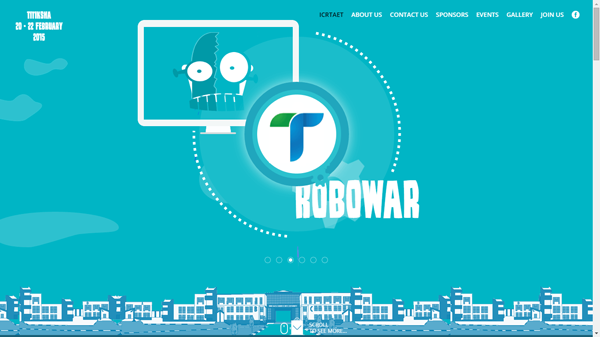 TITIKSHA
20 - 22 FEBRUARY
2015
ICRTAET ABOUT US CONTACT US SPONSORS EVENTS GALLERY JOIN US f
T
ROBOWAR
SCROLL
TO SEE MORE